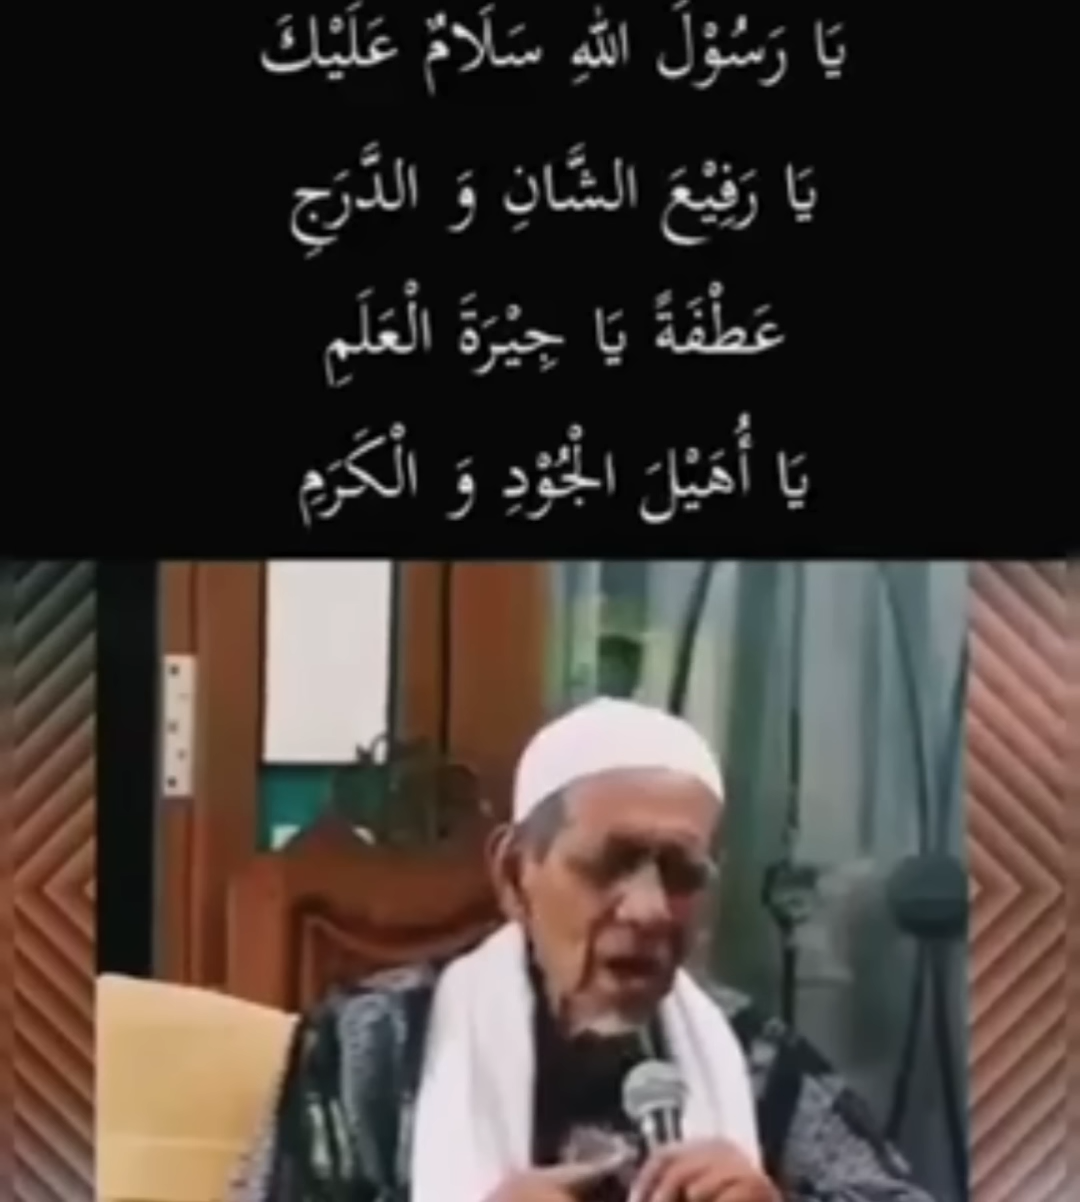 يَا رَسُوْلَ اللهِ سَلَامٌ عَلَيْكَ
يَا رَفِيْعَ الشَّانِ وَ الدَّرَجِ
عَطْفَةً يَا جِيْرَةَ الْعَلَمِ
يَا أُهَيْلَ الْجُوْدِ وَ الْكَرَمِ